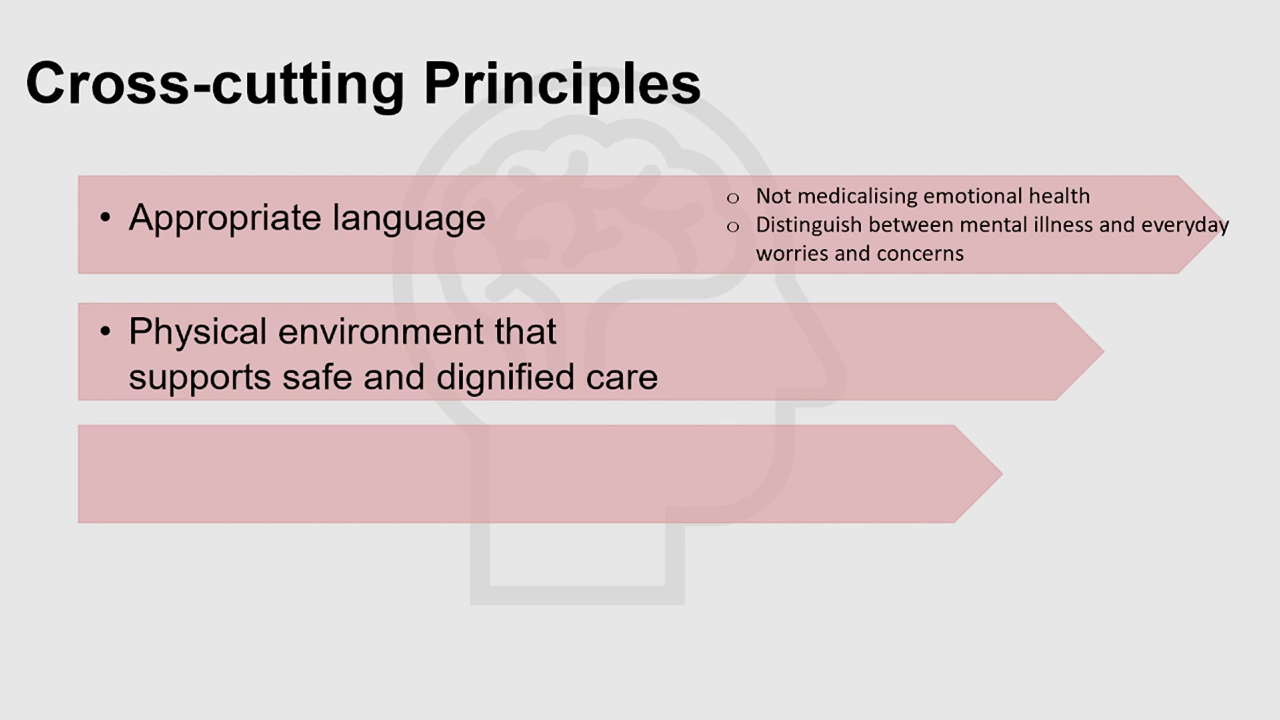 Cross-cutting Principles
• Appropriate language
o Not medicalising emotional health
o Distinguish between mental illness and everyday
worries and concerns
• Physical environment that
supports safe and dignified care